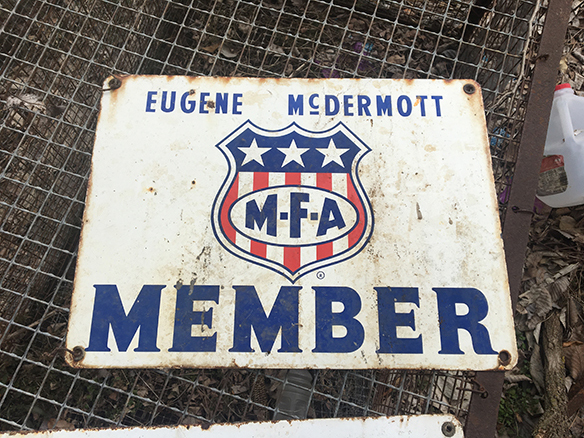 EUGENE McDERMOTT
M-F-A
®
MEMBER